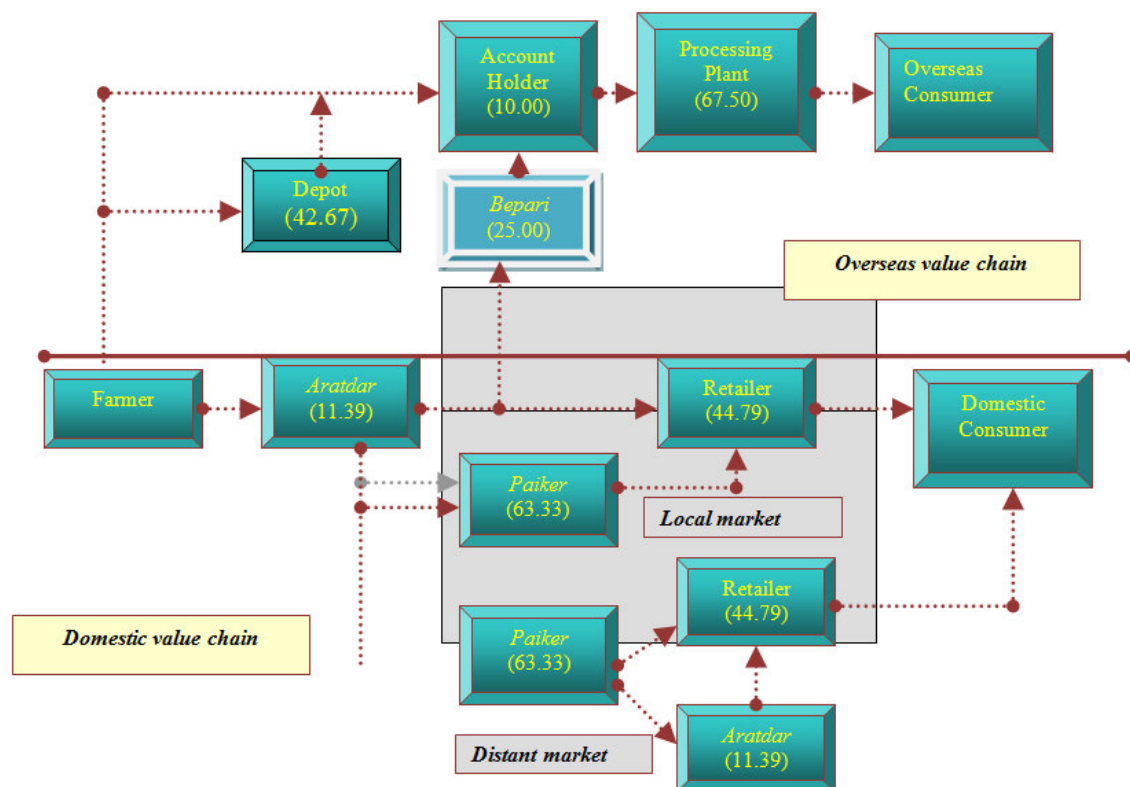 Account
Holder
(10.00)
Processing
Plant
(67.50)
Overseas
Consumer
Depot
(42.67)
Bepari
(25.00)
Overseas value chain
Farmer
Aratdar
(11.39)
Retailer
(44.79)
Domestic
Consumer
Paiker
(63.33)
Local market
Domestic value chain
Paiker
(63.33)
Retailer
(44.79)
Distant market
Aratdar
(11.39)